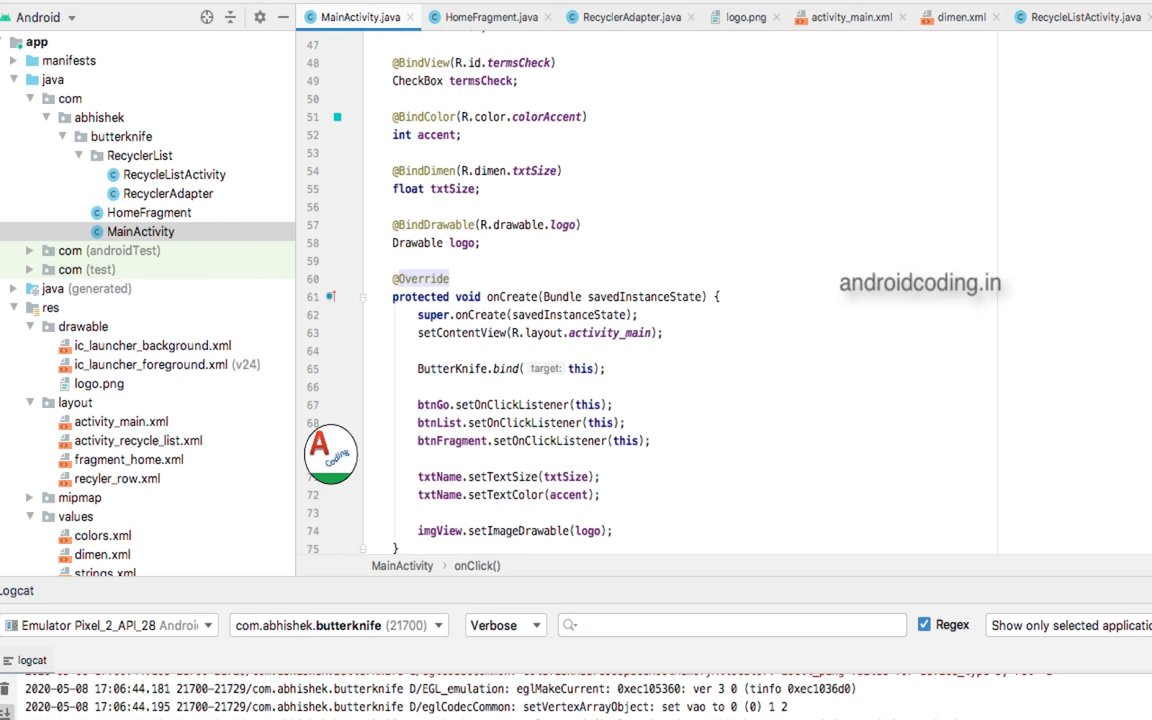 Android
MainActivity.java
HomeFragment.java
RecyclerAdapter.java
logo.png
activity_main.xml
dimen.xml
RecycleListActivity.java
app
manifests
java
com
abhishek
butterknife
RecyclerList
RecycleListActivity
RecyclerAdapter
HomeFragment
MainActivity
com (androidTest)
com (test)
java (generated)
res
drawable
ic_launcher_background.xml
ic_launcher_foreground.xml (v24)
logo.png
layout
activity_main.xml
activity_recycle_list.xml
fragment_home.xml
recyler_row.xml
mipmap
values
colors.xml
dimen.xml
strings.xml
47
48 @BindView(R.id.termsCheck)
49 CheckBox termsCheck;
50
51 @BindColor(R.color.colorAccent)
52 int accent;
53
54 @BindDimen(R.dimen.txtSize)
55 float txtSize;
56
57 @BindDrawable(R.drawable.logo)
58 Drawable logo;
59
60 @Override
61 protected void onCreate(Bundle savedInstanceState) {
62 super.onCreate(savedInstanceState);
63 setContentView(R.layout.activity_main);
64
65 ButterKnife.bind( target: this);
66
67 btnGo.setOnClickListener(this);
68 btnList.setOnClickListener(this);
btnFragment.setOnClickListener(this);
txtName.setTextSize(txtSize);
72 txtName.setTextColor(accent);
73
74 imgView.setImageDrawable(logo);
75 }
androidcoding.in
A Coding
MainActivity › onClick()
Logcat
Emulator Pixel_2_API_28 Androi
com.abhishek.butterknife (21700)
Verbose
Regex
Show only selected applicatio
logcat
2020-05-08 17:06:44.181 21700-21729/com.abhishek.butterknife D/EGL_emulation: eglMakeCurrent: 0xec105360: ver 3 0 (tinfo 0xec1036d0)
2020-05-08 17:06:44.195 21700-21729/com.abhishek.butterknife D/eglCodecCommon: setVertexArrayObject: set vao to 0 (0) 1 2